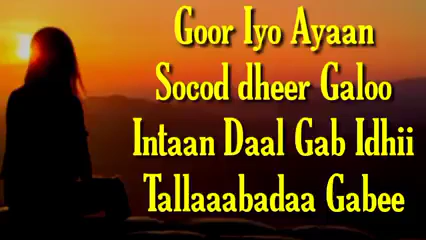 Goor Iyo Ayaan
Socod dheer Galoo
Intaan Daal Gab Idhii
Tallaaabadaa Gabee